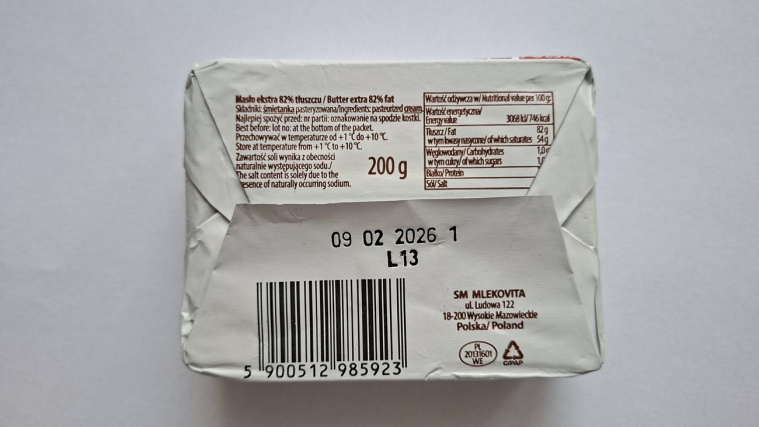 Masło ekstra 82% tłuszczu / Butter extra 82% fat
Składniki: śmietanka pasteryzowana/Ingredients: pasteurized cream.
Najlepiej spożyć przed: nr partii: oznakowanie na spodzie kostki.
Best before: lot no: at the bottom of the packet.
Przechowywać w temperaturze od +1 °C do +10 °C.
Store at temperature from +1 °C to +10 °C.
Zawartość soli wynika z obecności
naturalnie występującego sodu./
The salt content is solely due to the
presence of naturally occurring sodium.
200 g
Wartość odżywcza w/ Nutritional value per 100 g:
Wartość energetyczna/
Energy value 3068 kJ/ 746 kcal
Tłuszcz / Fat 82 g
w tym kwasy nasycone/ of which saturates 54 g
Węglowodany/ Carbohydrates 1,0 g
w tym cukry/ of which sugars 1,0
Białko/ Protein
Sól/ Salt
09 02 2026 1
L13
5 900512 985923
SM MLEKOVITA
ul. Ludowa 122
18-200 Wysokie Mazowieckie
Polska/ Poland
PL
20131601
WE
C/PAP